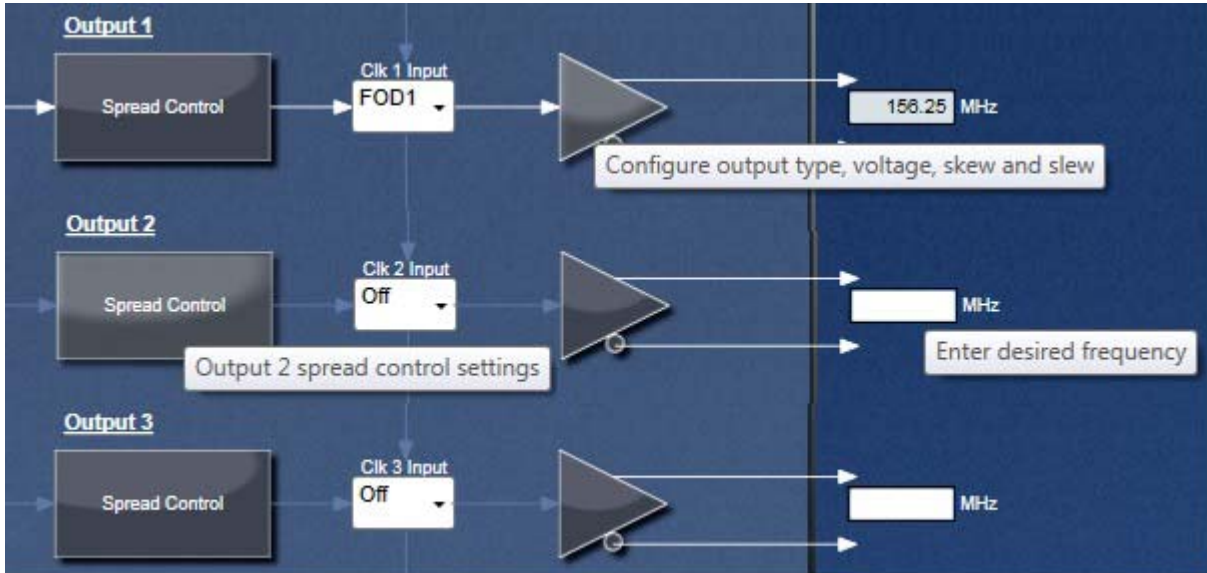 Output 1
Clk 1 Input
Spread Control
FOD1
156.25 MHz
Configure output type, voltage, skew and slew
Output 2
Clk 2 Input
Spread Control
Off
MHz
Output 2 spread control settings
Enter desired frequency
Output 3
Clk 3 Input
Spread Control
Off
MHz